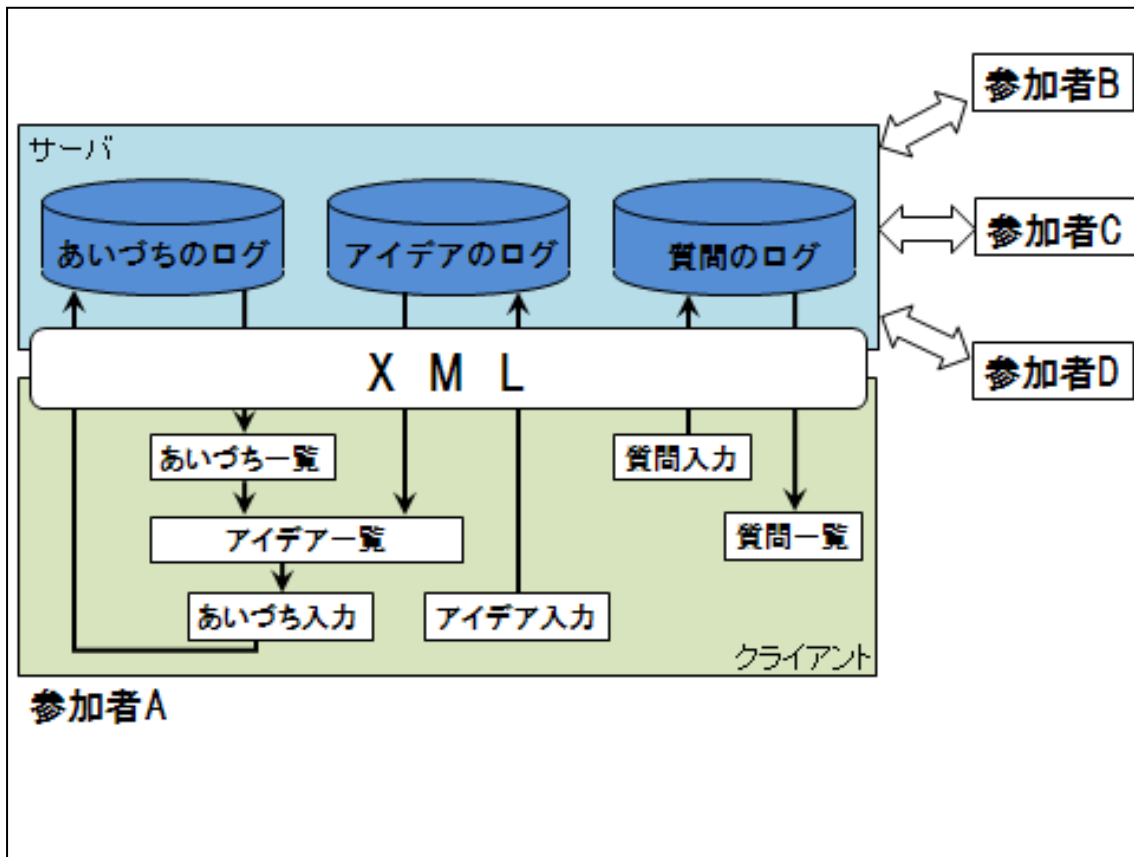 参加者B
サーバ
あいづちのログ
アイデアのログ
質問のログ
参加者C
XML
参加者D
あいづち一覧
質問入力
アイデア一覧
質問一覧
あいづち入力
アイデア入力
クライアント
参加者A